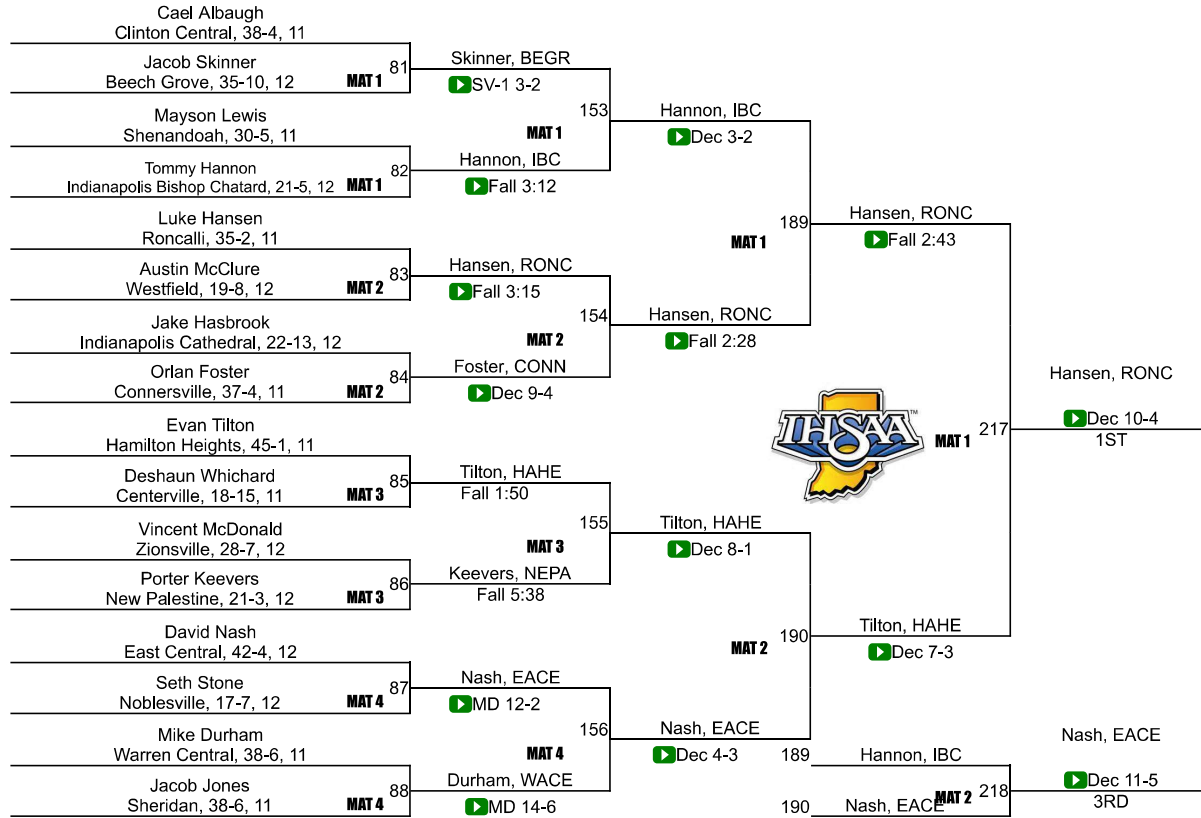 Cael Albaugh
Clinton Central, 38-4, 11
Jacob Skinner
Beech Grove, 35-10, 12
MAT 1
81
Mayson Lewis
Shenandoah, 30-5, 11
Tommy Hannon
Indianapolis Bishop Chatard, 21-5, 12
MAT 1
82
Luke Hansen
Roncalli, 35-2, 11
Austin McClure
Westfield, 19-8, 12
MAT 2
83
Jake Hasbrook
Indianapolis Cathedral, 22-13, 12
Orlan Foster
Connersville, 37-4, 11
MAT 2
84
Evan Tilton
Hamilton Heights, 45-1, 11
Deshaun Whichard
Centerville, 18-15, 11
MAT 3
85
Vincent McDonald
Zionsville, 28-7, 12
Porter Keevers
New Palestine, 21-3, 12
MAT 3
86
David Nash
East Central, 42-4, 12
Seth Stone
Noblesville, 17-7, 12
MAT 4
87
Mike Durham
Warren Central, 38-6, 11
Jacob Jones
Sheridan, 38-6, 11
MAT 4
88
Skinner, BEGR
SV-1 3-2
153
MAT 1
Hannon, IBC
Fall 3:12
Hansen, RONC
Fall 3:15
154
MAT 2
Foster, CONN
Dec 9-4
Tilton, HAHE
Fall 1:50
155
MAT 3
Keevers, NEPA
Fall 5:38
Nash, EACE
MD 12-2
156
MAT 4
Durham, WACE
MD 14-6
Hannon, IBC
Dec 3-2
189
MAT 1
Hansen, RONC
Fall 2:28
Tilton, HAHE
Dec 8-1
190
MAT 2
Nash, EACE
Dec 4-3
Hansen, RONC
Fall 2:43
IHSAA™
MAT 1
217
Tilton, HAHE
Dec 7-3
Hansen, RONC
Dec 10-4
1ST
189
Hannon, IBC
190
Nash, EACE
MAT 2
218
Nash, EACE
Dec 11-5
3RD